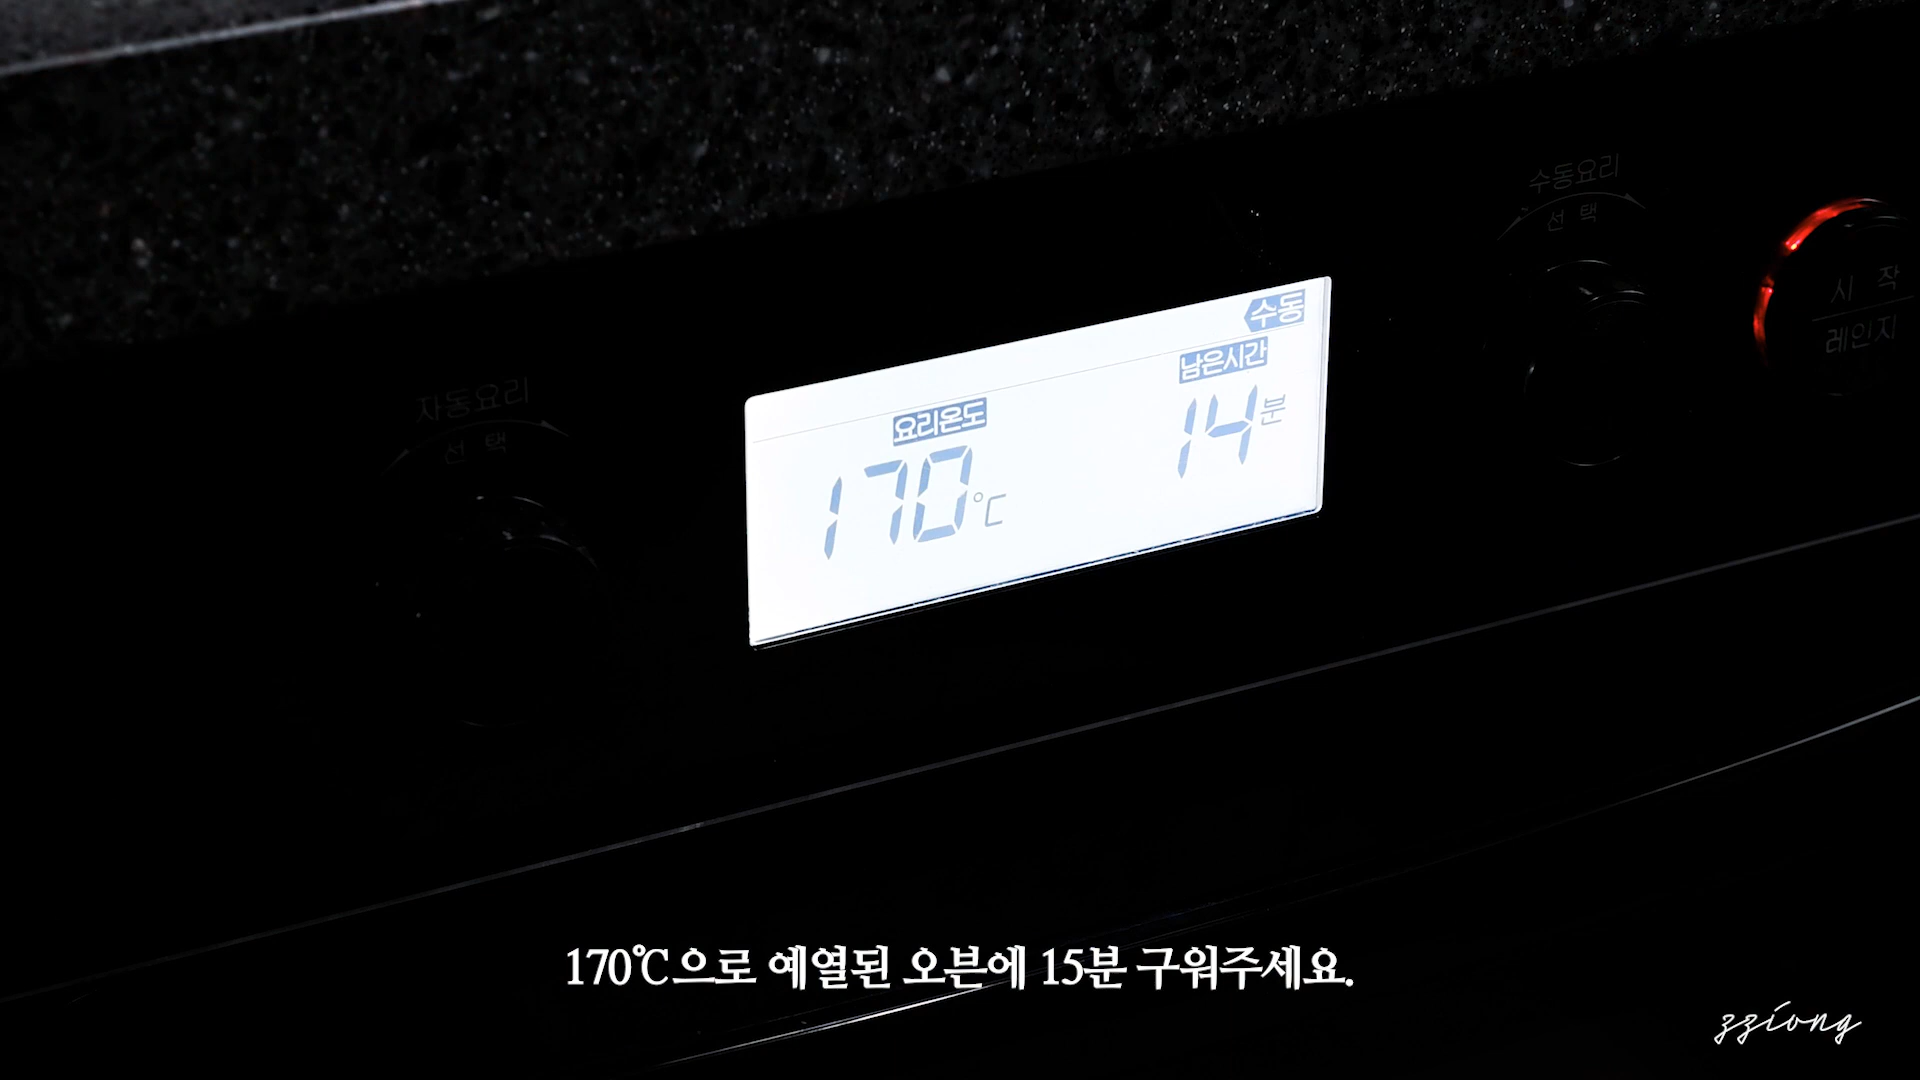 수동요리
선 택
시 작
레인지
수동
남은시간
14분
요리온도
170℃
자동요리
선 택
170℃으로 예열된 오븐에 15분 구워주세요.
zziong